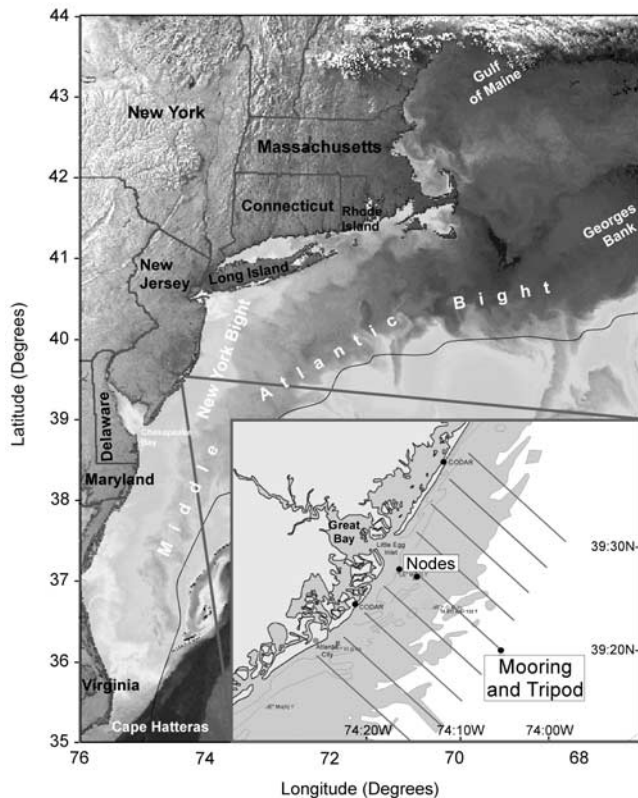 44
43
42
41
40
39
38
37
36
35
Latitude (Degrees)
76
74
72
70
68
Longitude (Degrees)
Gulf
of Maine
New York
Massachusetts
Connecticut
Rhode
Island
Georges
Bank
New
Jersey
Long Island
New York Bight
Middle Atlantic Bight
Delaware
Chesapeake
Bay
Maryland
Virginia
Cape Hatteras
CODAR
Great
Bay
Little Egg
Inlet
Nodes
CODAR
Atlantic
City
39:30N
39:20N
Mooring
and Tripod
74:20W
74:10W
74:00W